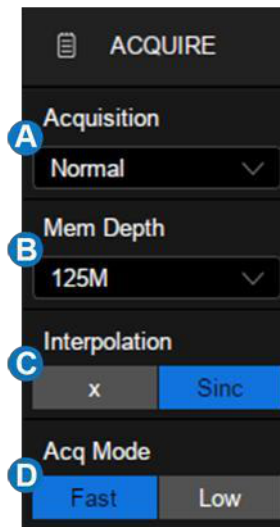 ACQUIRE
A Acquisition
Normal
B Mem Depth
125M
C Interpolation
x Sinc
D Acq Mode
Fast Low